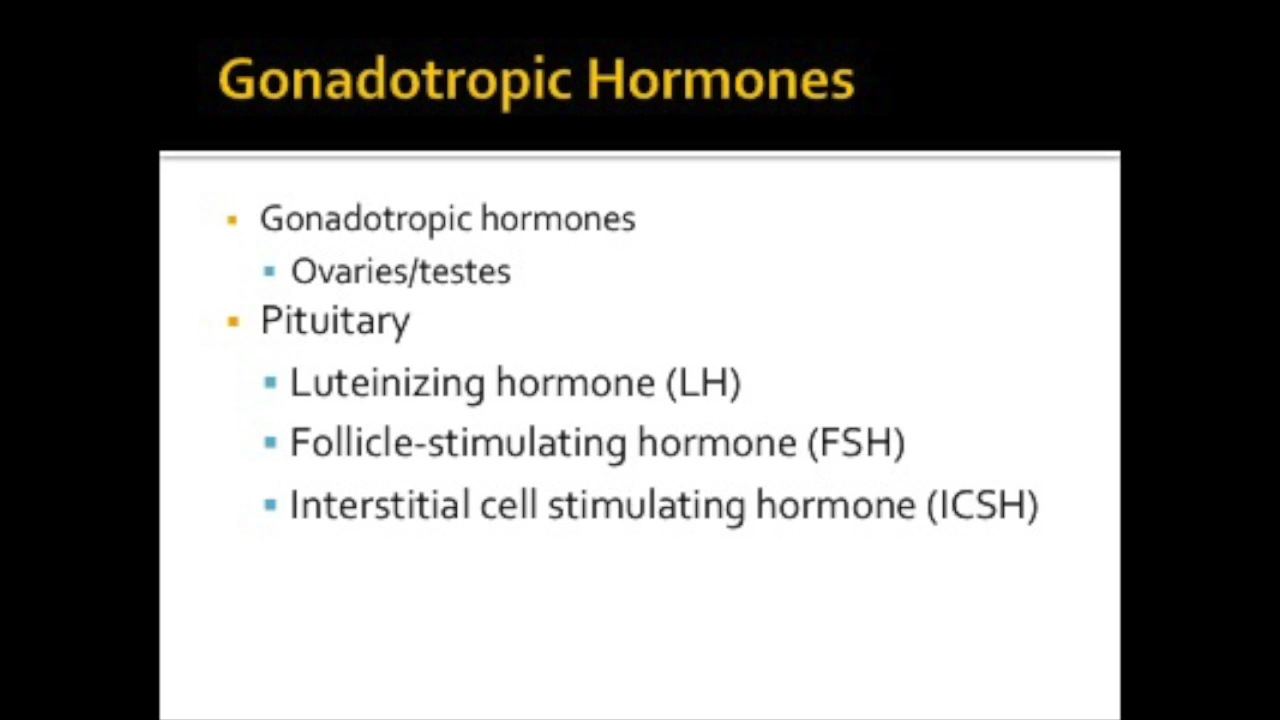 Gonadotropic Hormones
Gonadotropic hormones
Ovaries/testes
Pituitary
Luteinizing hormone (LH)
Follicle-stimulating hormone (FSH)
Interstitial cell stimulating hormone (ICSH)